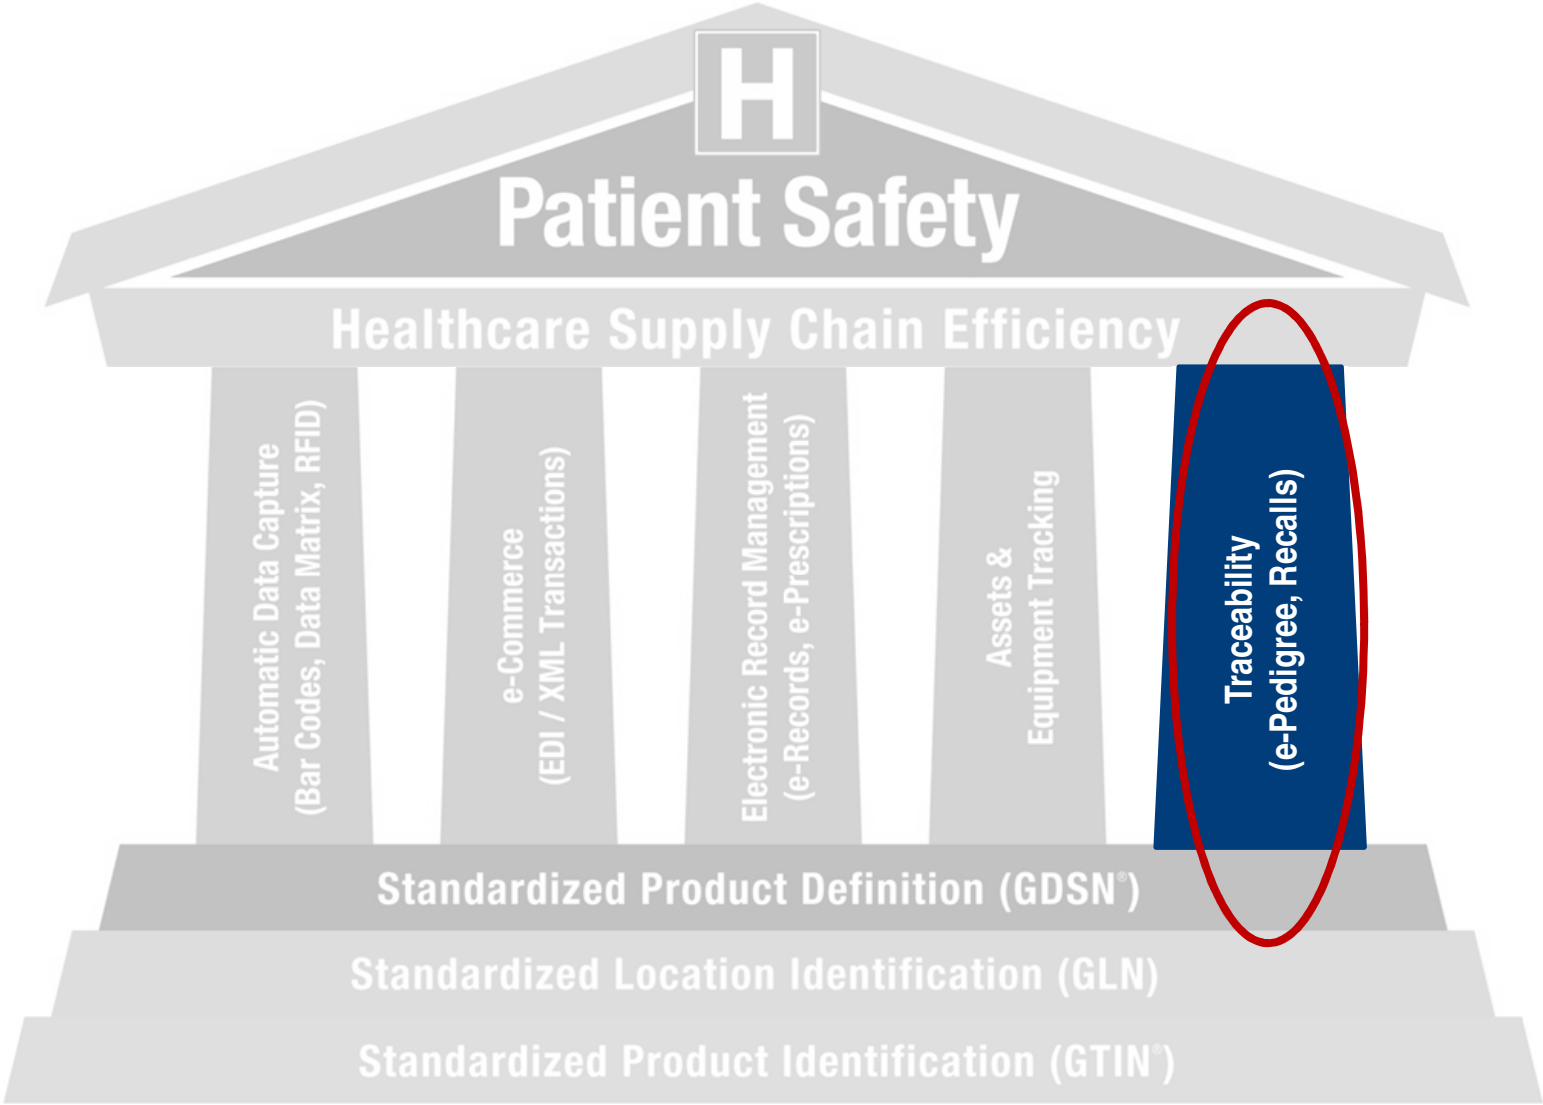 H
Patient Safety
Healthcare Supply Chain Efficiency
Automatic Data Capture
(Bar Codes, Data Matrix, RFID)
e-Commerce
(EDI / XML Transactions)
Electronic Record Management
(e-Records, e-Prescriptions)
Assets &
Equipment Tracking
Traceability
(e-Pedigree, Recalls)
Standardized Product Definition (GDSN®)
Standardized Location Identification (GLN)
Standardized Product Identification (GTIN®)